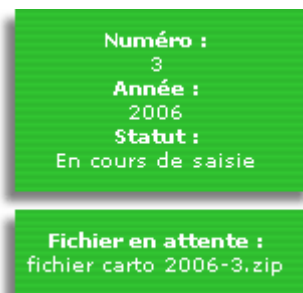 Numéro :
3
Année :
2006
Statut :
En cours de saisie
Fichier en attente :
fichier carto 2006-3.zip